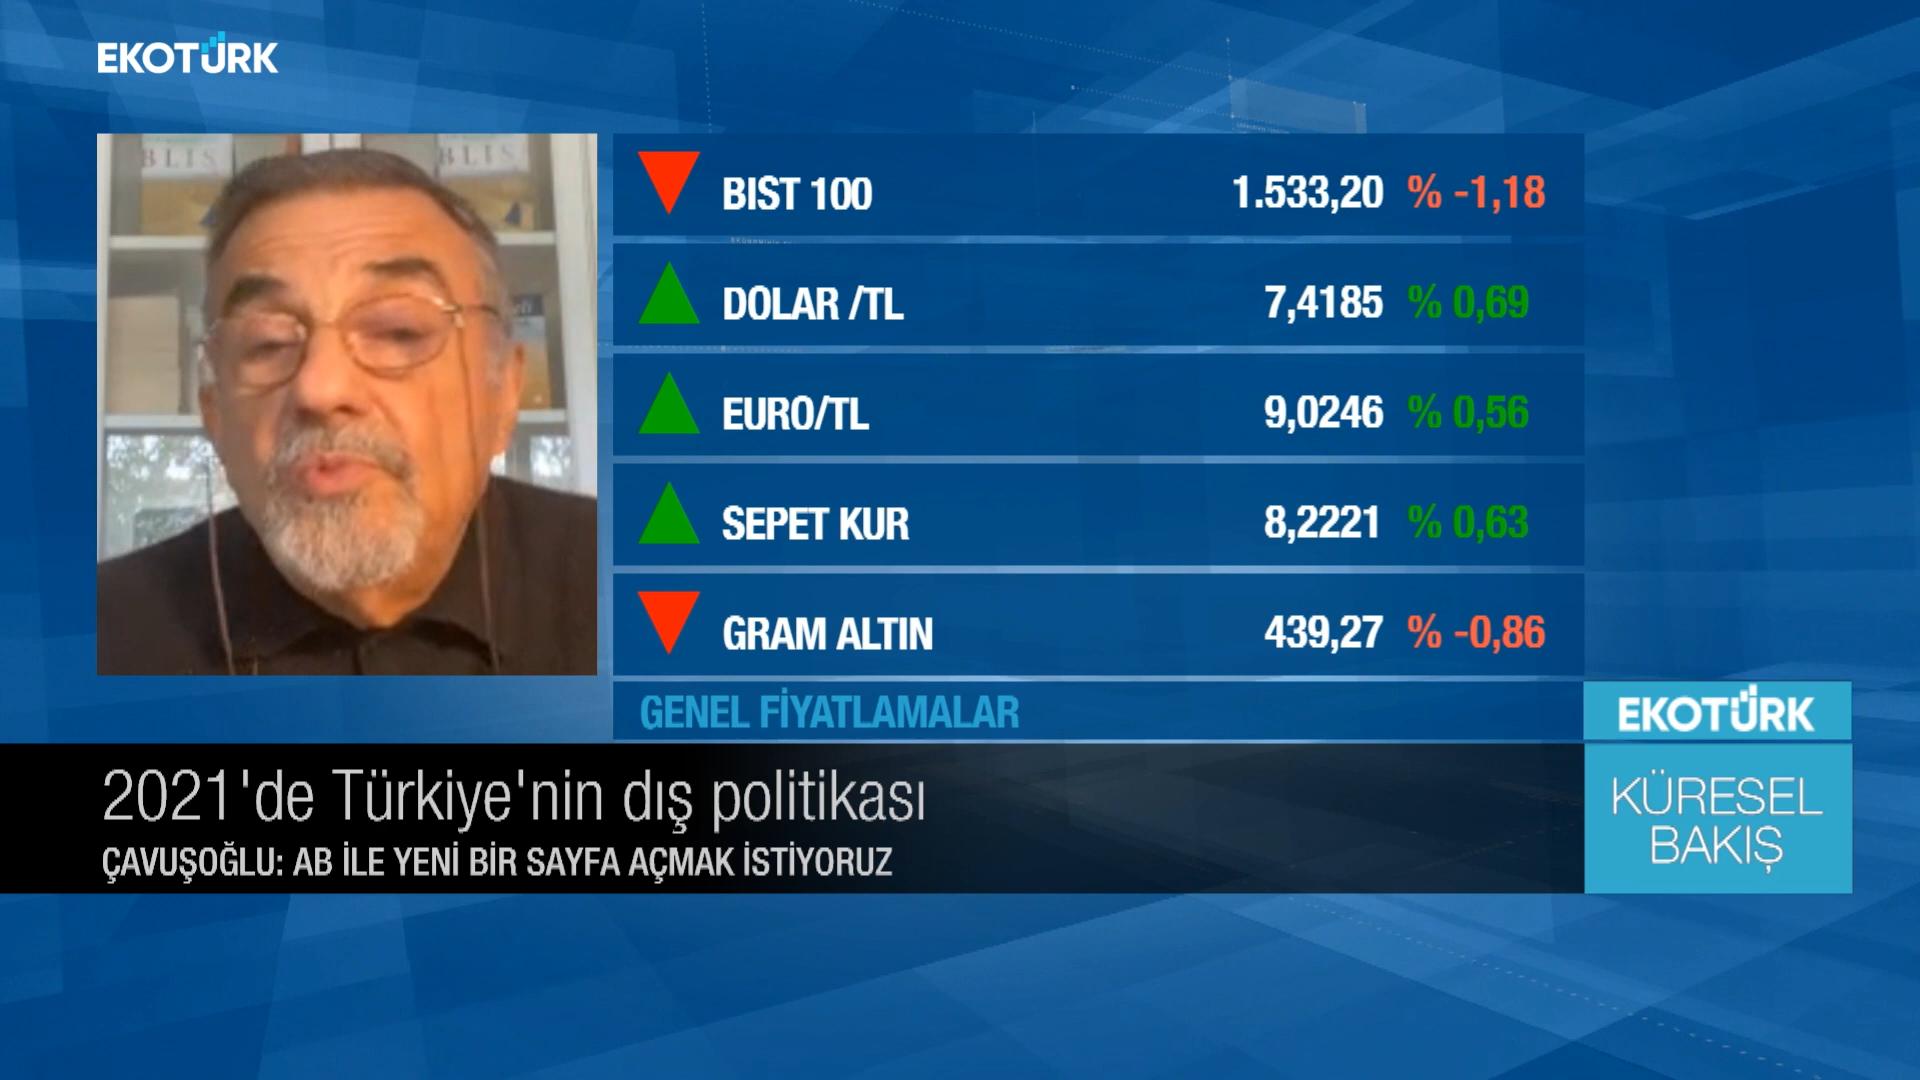 EKOTÜRK
BLIS
BLIS
BIST 100 1.533,20 % -1,18
DOLAR /TL 7,4185 % 0,69
EURO/TL 9,0246 % 0,56
SEPET KUR 8,2221 % 0,63
GRAM ALTIN 439,27 % -0,86
GENEL FİYATLAMALAR
EKOTÜRK
2021'de Türkiye'nin dış politikası
ÇAVUŞOĞLU: AB İLE YENİ BİR SAYFA AÇMAK İSTİYORUZ
KÜRESEL
BAKIŞ